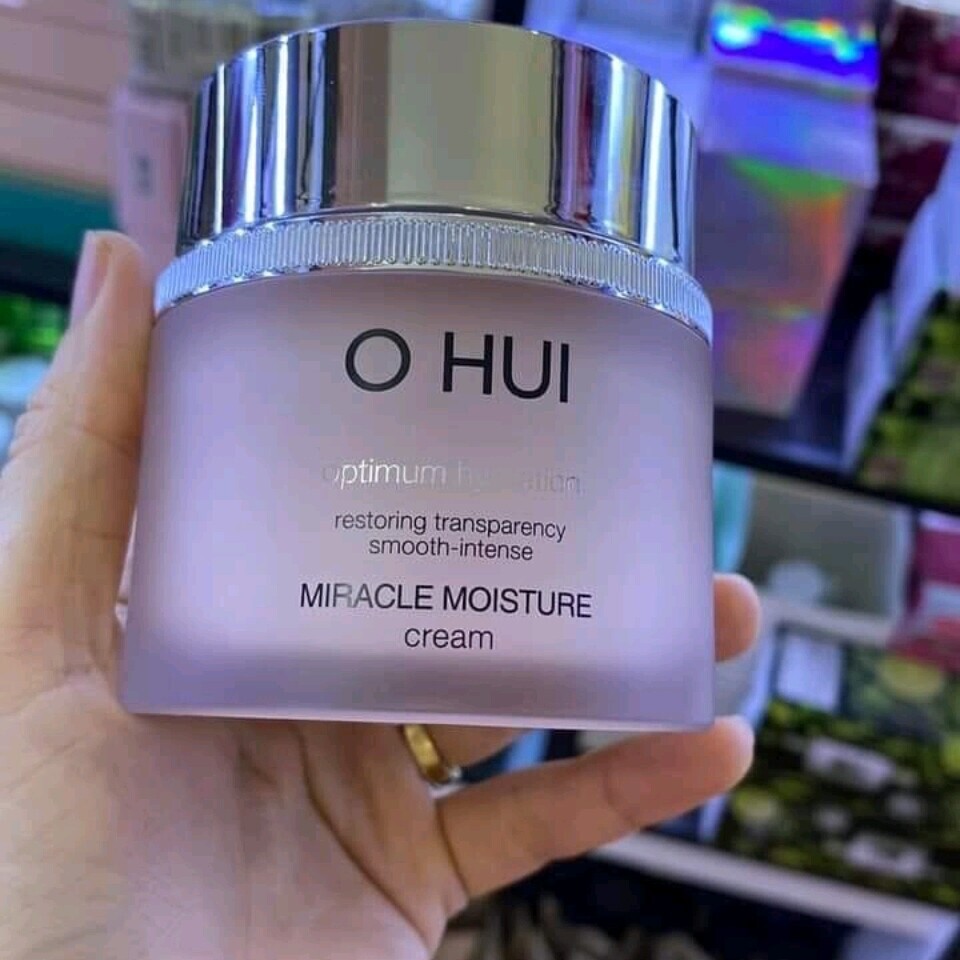 O HUI
optimum
restoring transparency
smooth-intense
MIRACLE MOISTURE
cream